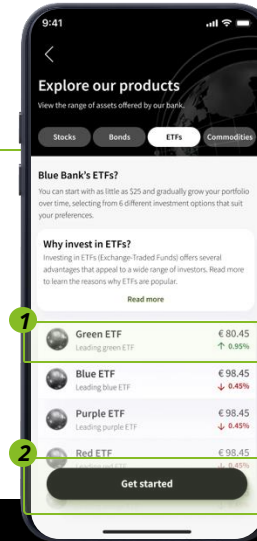 9:41
Explore our products
View the range of assets offered by our bank.
Stocks Bonds ETFs Commodities
Blue Bank's ETFs?
You can start with as little as $25 and gradually grow your portfolio
over time, selecting from 6 different investment options that suit
your preferences.
Why invest in ETFs?
Investing in ETFs (Exchange-Traded Funds) offers several
advantages that appeal to a wide range of investors. Read more
to learn the reasons why ETFs are popular.
Read more
1
Green ETF € 80.45
Leading green ETF ↑ 0.95%
Blue ETF € 98.45
Leading blue ETF ↓ 0.45%
Purple ETF € 98.45
Leading purple ETF ↓ 0.45%
2
Red ETF € 98.45
Leading red ETF ↓ 0.45%
Get started